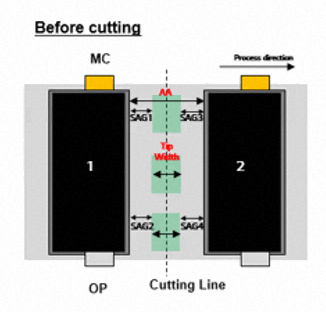 Before cutting
MC
Process direction
AA
SAG1
SAG3
Tip
Width
1
2
SAG2
SAG4
OP
Cutting Line